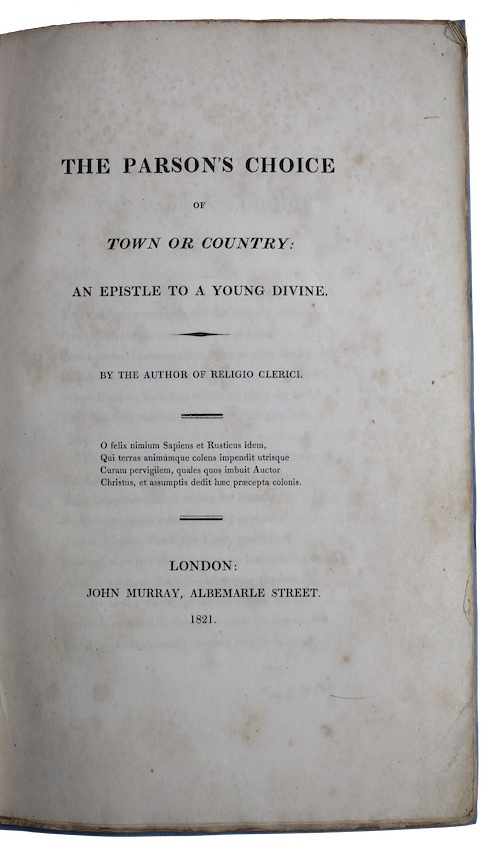 THE PARSON'S CHOICE
OF
TOWN OR COUNTRY:
AN EPISTLE TO A YOUNG DIVINE.
BY THE AUTHOR OF RELIGIO CLERICI.
O felix nimium Sapiens et Rusticus idem,
Qui terras animumque colens impendit utrisque
Curam pervigilem, quales quos imbuit Auctor
Christus, et assumptis dedit hæc præcepta colonis.
LONDON:
JOHN MURRAY, ALBEMARLE STREET.
1821.